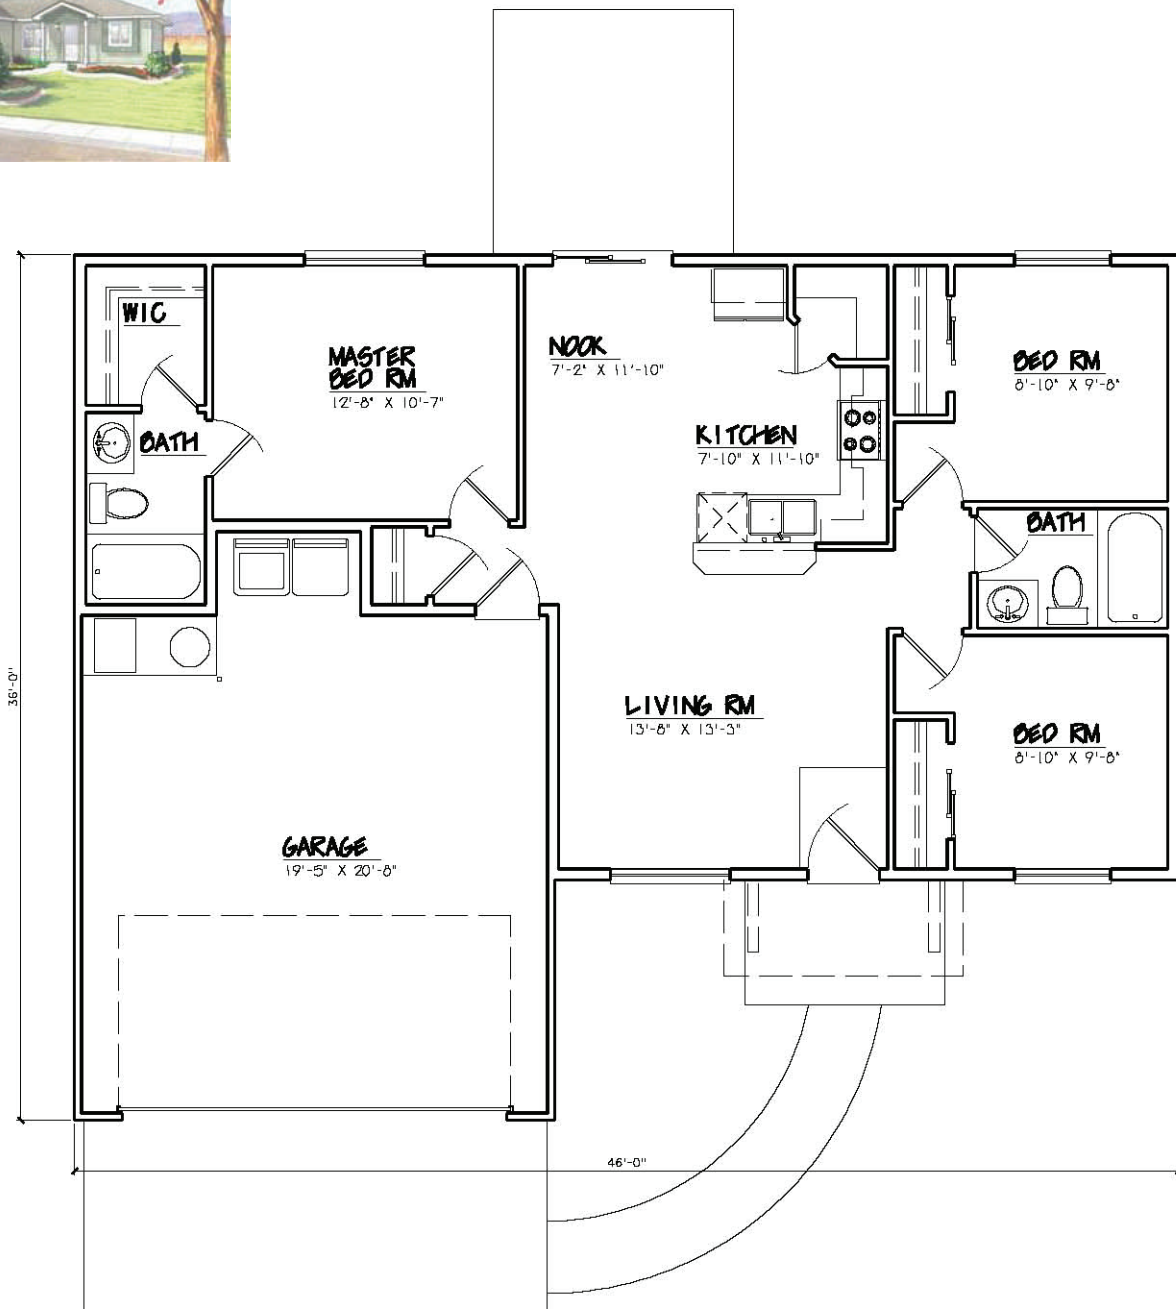 WIC
MASTER
BED RM
12'-8" X 10'-7"
NOOK
7'-2" X 11'-10"
BED RM
8'-10" X 9'-8"
BATH
KITCHEN
7'-10" X 11'-10"
BATH
36'-0"
LIVING RM
13'-8" X 13'-3"
BED RM
8'-10" X 9'-8"
GARAGE
19'-5" X 20'-8"
46'-0"